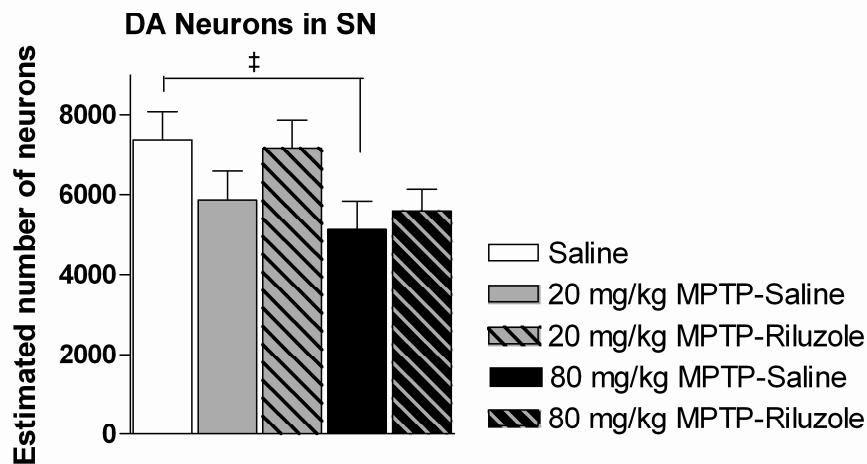 DA Neurons in SN
‡
Estimated number of neurons
8000
6000
4000
2000
0
Saline
20 mg/kg MPTP-Saline
20 mg/kg MPTP-Riluzole
80 mg/kg MPTP-Saline
80 mg/kg MPTP-Riluzole